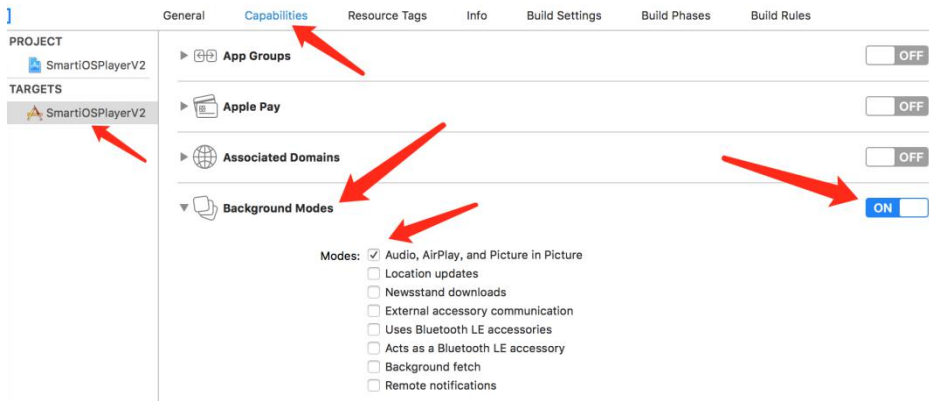 General Capabilities Resource Tags Info Build Settings Build Phases Build Rules
PROJECT
SmartiOSPlayerV2
TARGETS
SmartiOSPlayerV2
App Groups OFF
Apple Pay OFF
Associated Domains OFF
Background Modes ON
Modes: Audio, AirPlay, and Picture in Picture
Location updates
Newsstand downloads
External accessory communication
Uses Bluetooth LE accessories
Acts as a Bluetooth LE accessory
Background fetch
Remote notifications